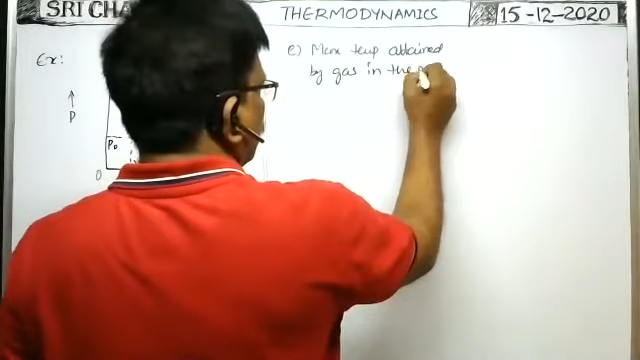 SRI CHA
THERMODYNAMICS
15-12-2020
Ex:
P
P₀
0
e) Max temp attained
by gas in the